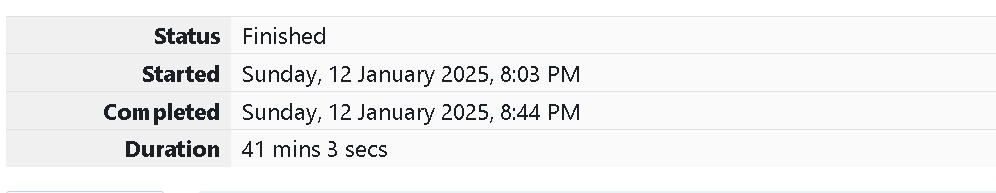 Status Finished
Started Sunday, 12 January 2025, 8:03 PM
Completed Sunday, 12 January 2025, 8:44 PM
Duration 41 mins 3 secs